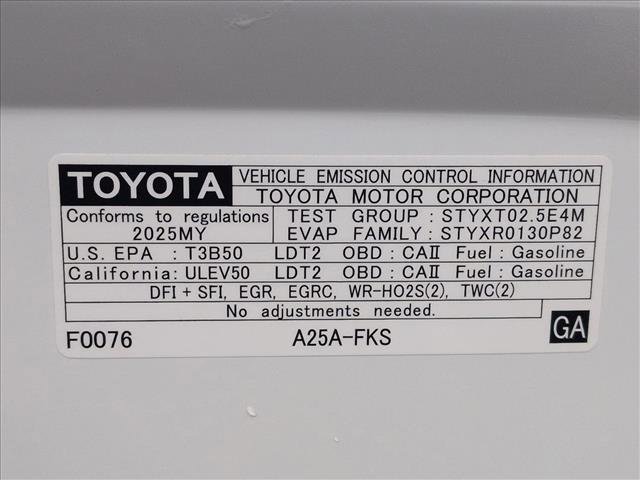 TOYOTA
VEHICLE EMISSION CONTROL INFORMATION
TOYOTA MOTOR CORPORATION
Conforms to regulations
2025MY
TEST GROUP : STYXT02.5E4M
EVAP FAMILY : STYXR0130P82
U.S. EPA : T3B50 LDT2 OBD : CAⅡ Fuel : Gasoline
California: ULEV50 LDT2 OBD : CAⅡ Fuel : Gasoline
DFI + SFI, EGR, EGRC, WR-HO2S(2), TWC(2)
No adjustments needed.
F0076 A25A-FKS GA